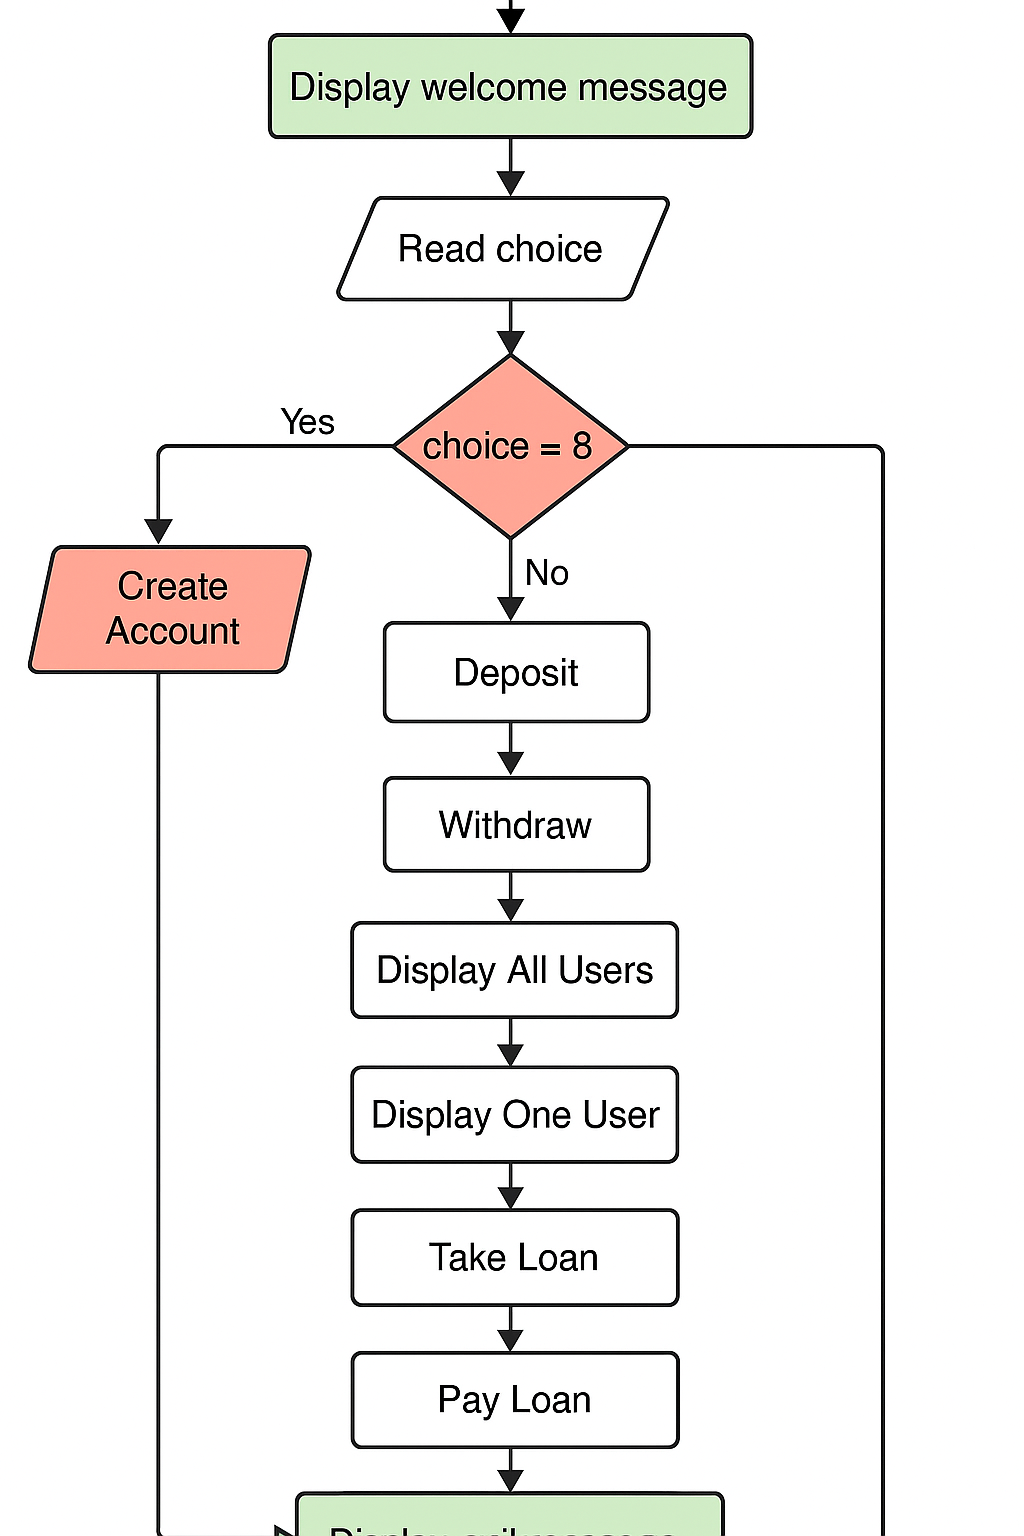 Display welcome message
Read choice
choice = 8
Yes
No
Create
Account
Deposit
Withdraw
Display All Users
Display One User
Take Loan
Pay Loan
Display